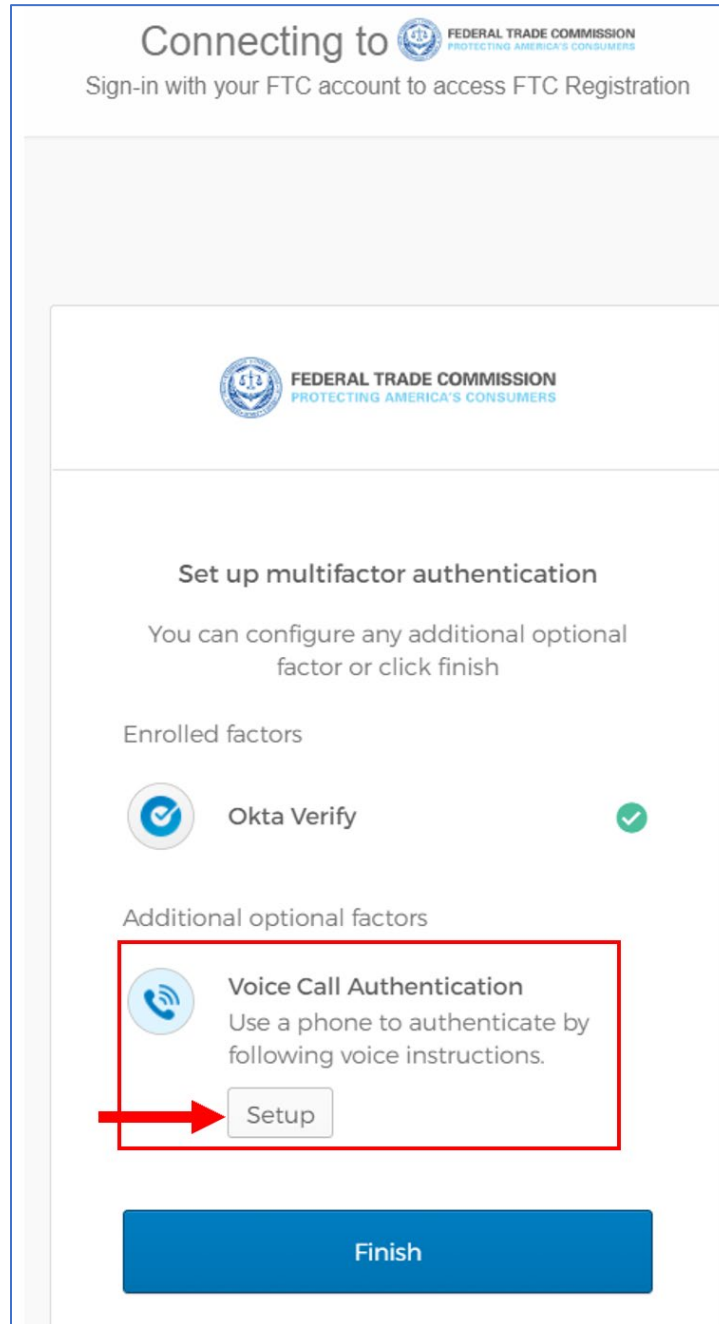 Connecting to FEDERAL TRADE COMMISSION
PROTECTING AMERICA'S CONSUMERS
Sign-in with your FTC account to access FTC Registration
FEDERAL TRADE COMMISSION
PROTECTING AMERICA'S CONSUMERS
Set up multifactor authentication
You can configure any additional optional
factor or click finish
Enrolled factors
Okta Verify
Additional optional factors
Voice Call Authentication
Use a phone to authenticate by
following voice instructions.
Setup
Finish